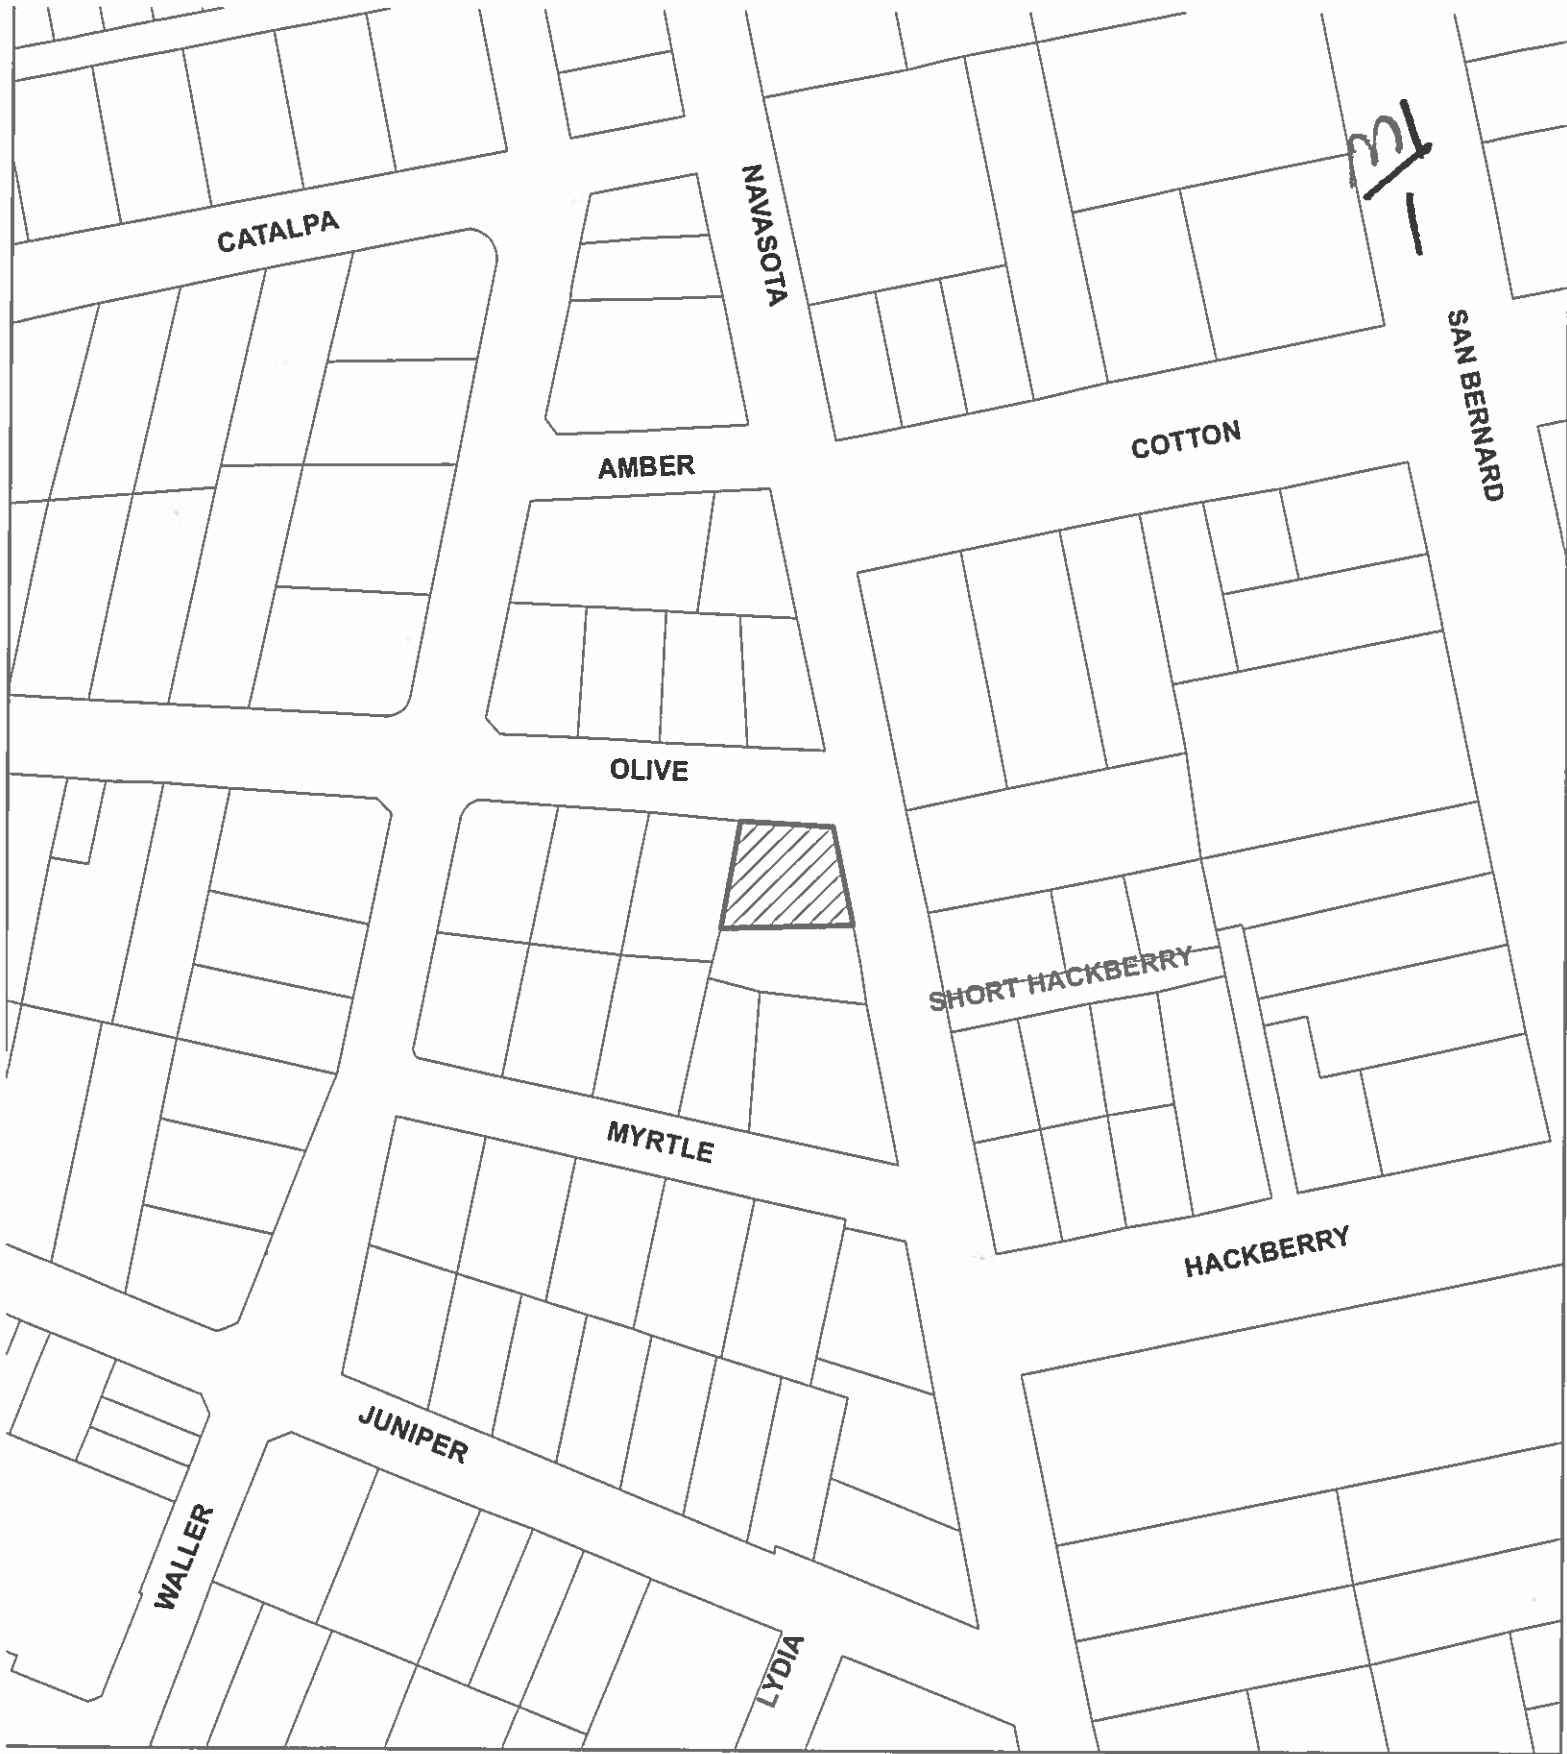 CATALPA
NAVASOTA
SAN BERNARD
COTTON
AMBER
OLIVE
SHORT HACKBERRY
MYRTLE
HACKBERRY
JUNIPER
WALLER
LYDIA